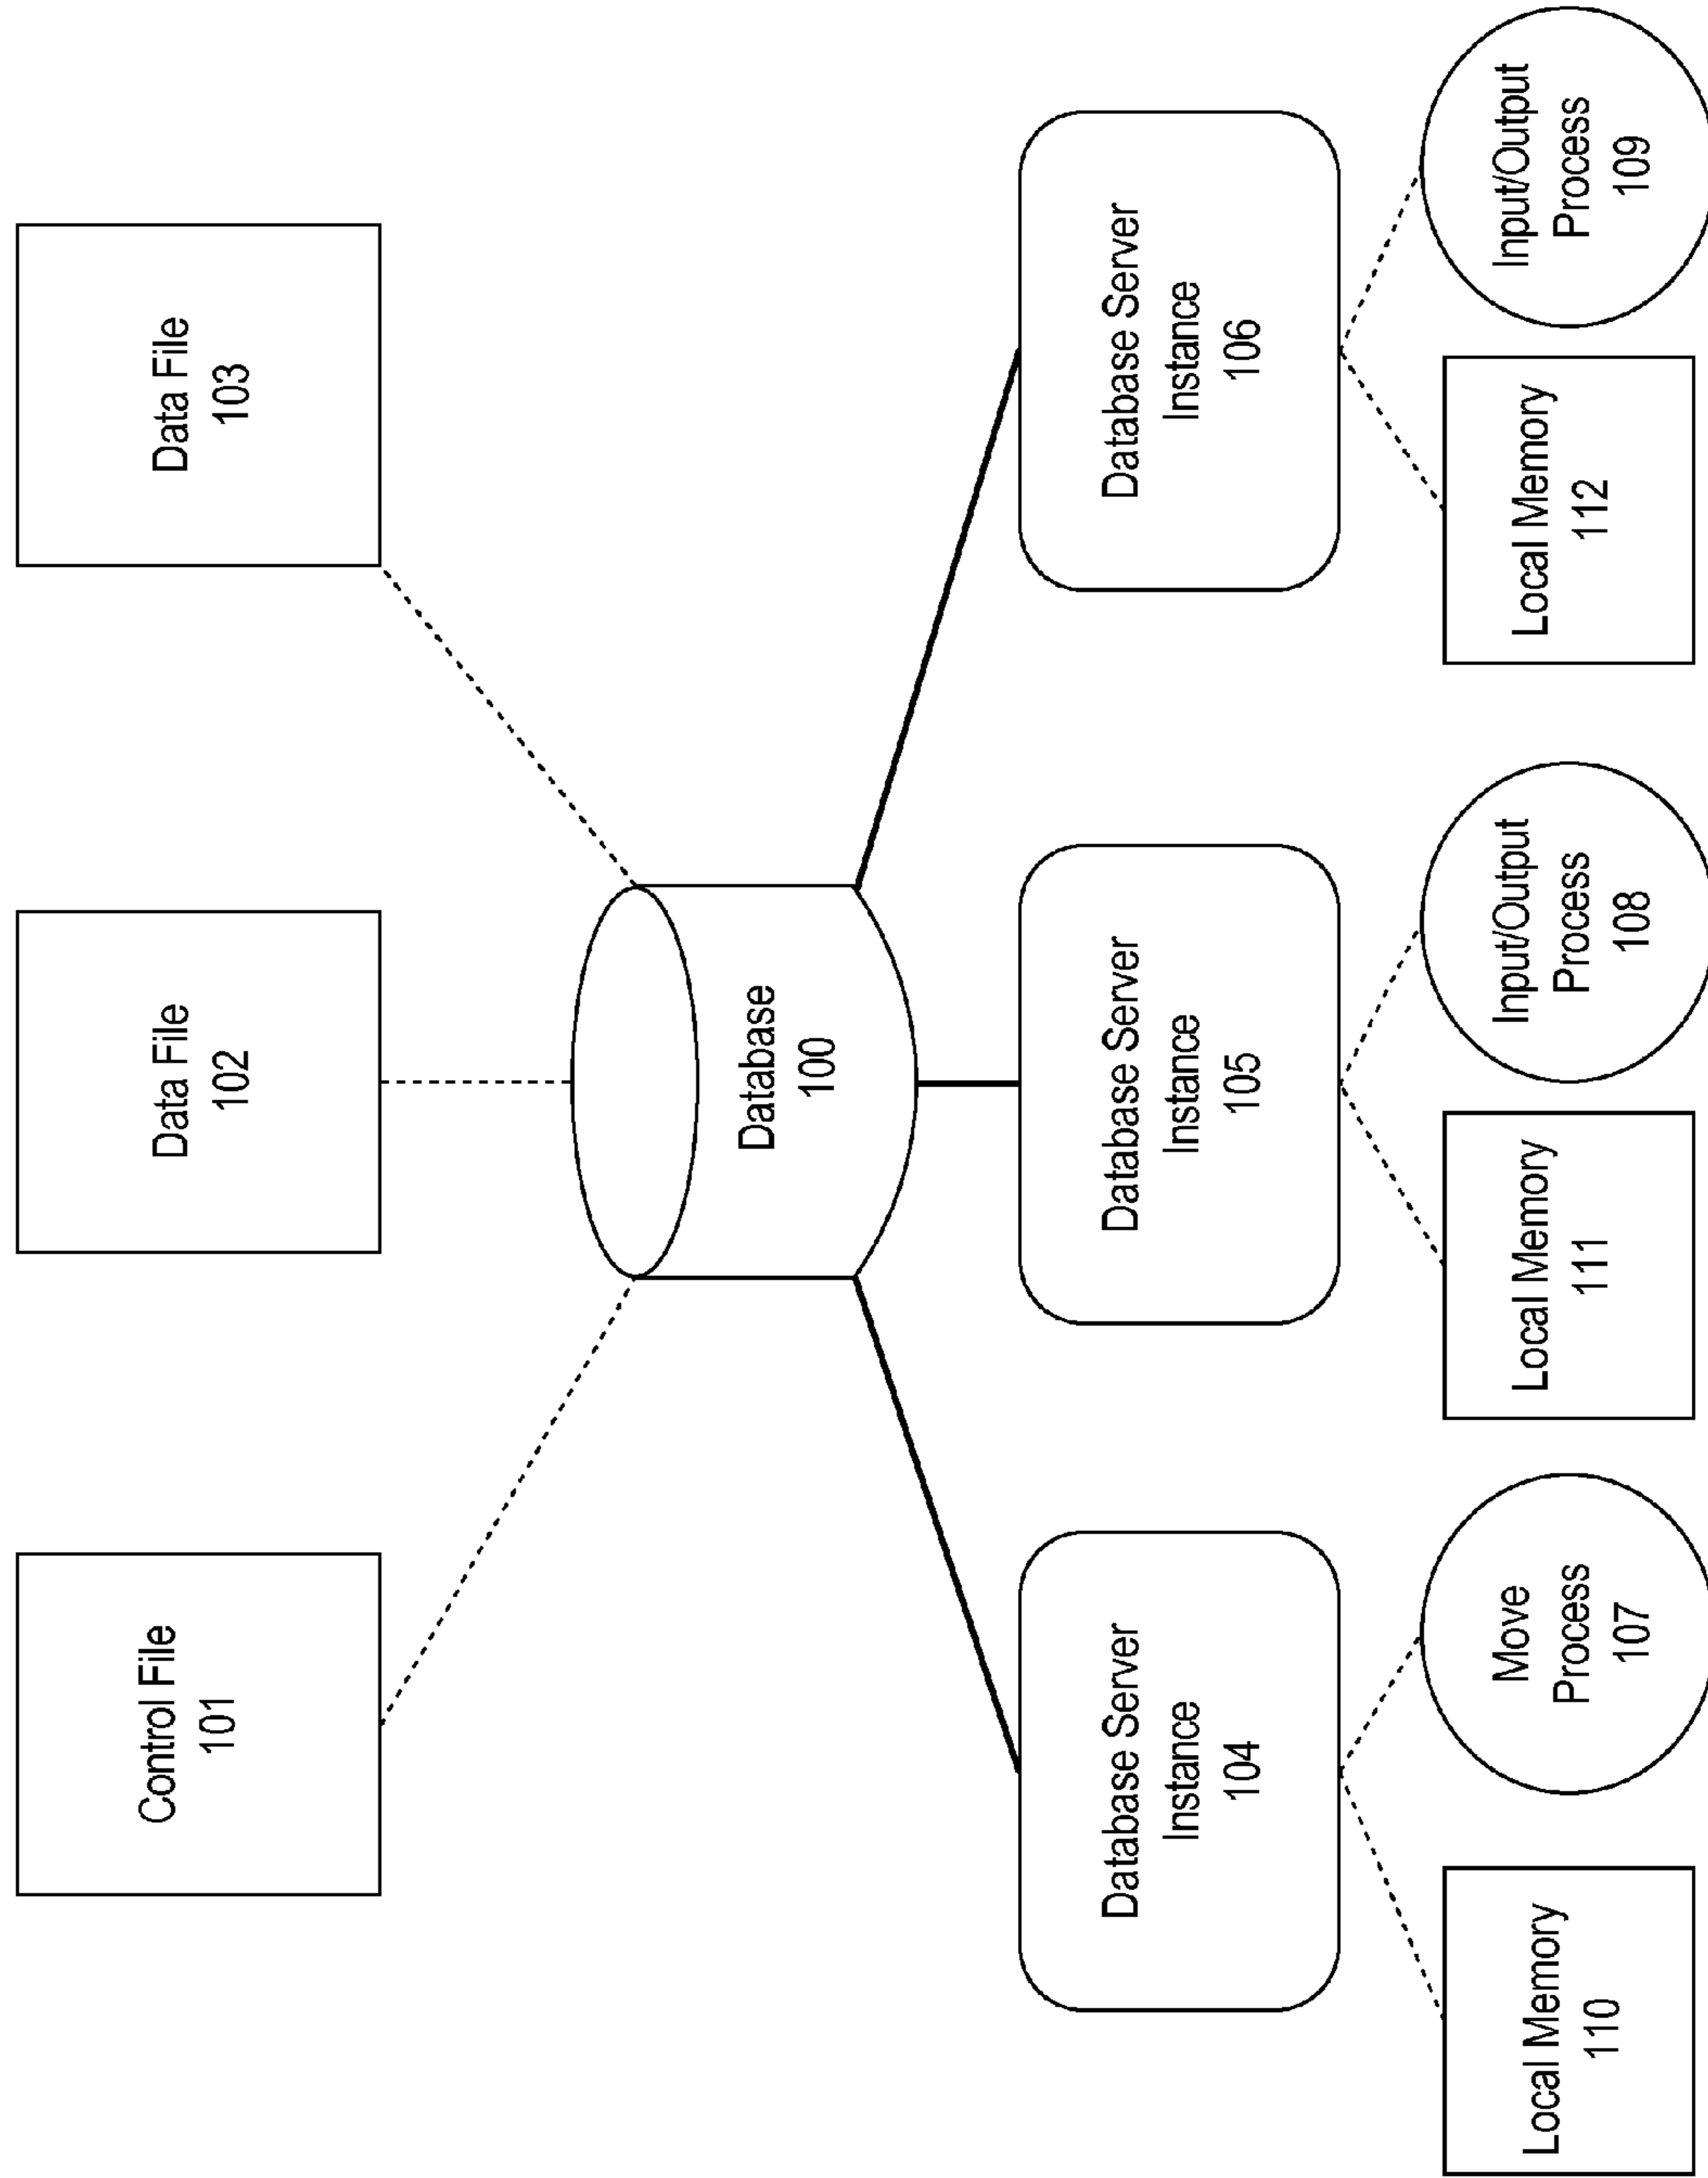 Control File
101
Data File
102
Data File
103
Database
100
Database Server
Instance
104
Database Server
Instance
105
Database Server
Instance
106
Local Memory
110
Move
Process
107
Local Memory
111
Input/Output
Process
108
Local Memory
112
Input/Output
Process
109